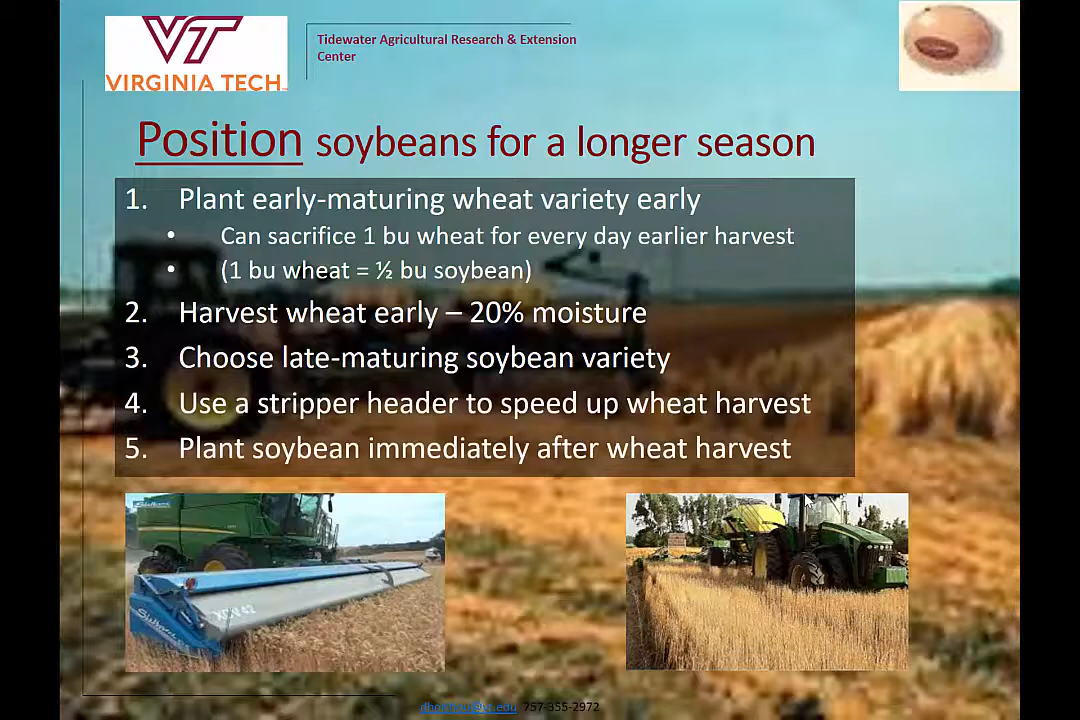 VT
VIRGINIA TECH
Tidewater Agricultural Research & Extension
Center
Position soybeans for a longer season
1. Plant early-maturing wheat variety early
• Can sacrifice 1 bu wheat for every day earlier harvest
• (1 bu wheat = ½ bu soybean)
2. Harvest wheat early – 20% moisture
3. Choose late-maturing soybean variety
4. Use a stripper header to speed up wheat harvest
5. Plant soybean immediately after wheat harvest
757-355-2972